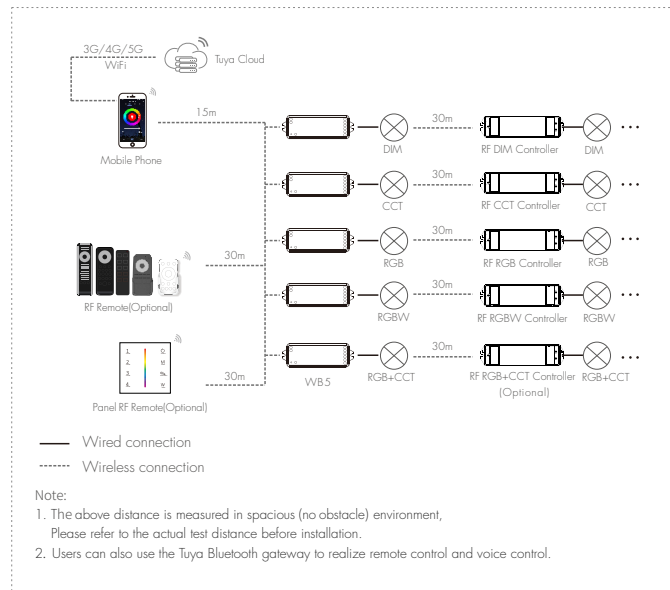 3G/4G/5G
WiFi
Tuya Cloud
15m
Mobile Phone
30m
DIM
RF DIM Controller
DIM
30m
CCT
RF CCT Controller
CCT
30m
RF Remote(Optional)
30m
RGB
RF RGB Controller
RGB
30m
RGBW
RF RGBW Controller
RGBW
1.
2.
3.
4.
W
Panel RF Remote(Optional)
30m
WB5
RGB+CCT
30m
RF RGB+CCT Controller
(Optional)
RGB+CCT
Wired connection
Wireless connection
Note:
1. The above distance is measured in spacious (no obstacle) environment,
Please refer to the actual test distance before installation.
2. Users can also use the Tuya Bluetooth gateway to realize remote control and voice control.